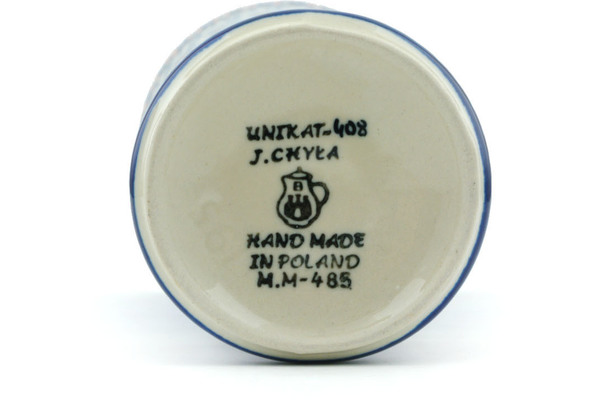 UNIKAT-408
J.CHYŁA
B
HAND MADE
IN POLAND
M.M-485